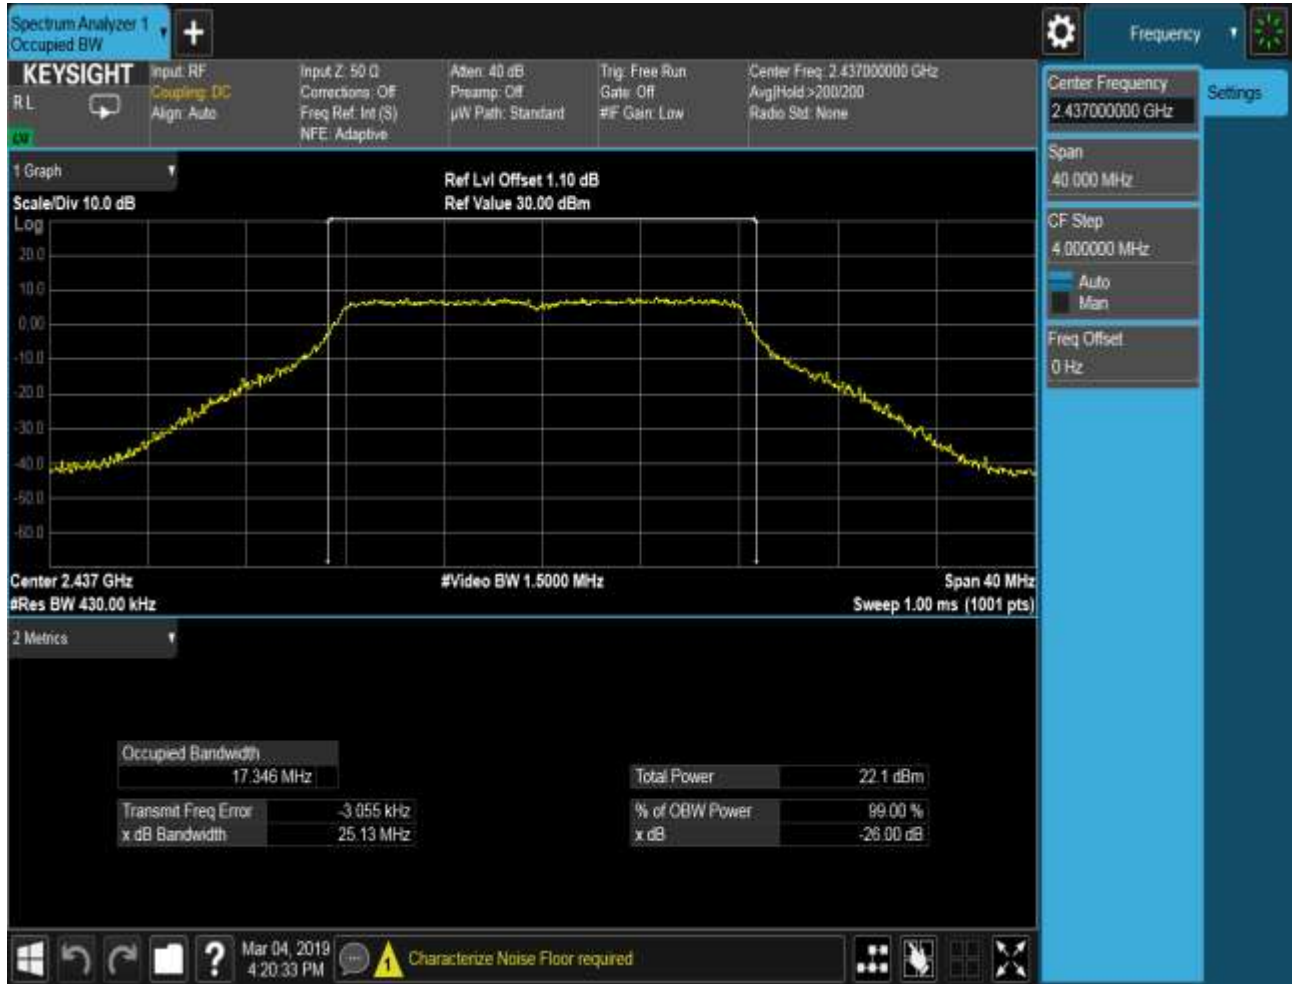 Spectrum Analyzer 1
Occupied BW
+
Frequency
KEYSIGHT
RL
Input: RF
Coupling: DC
Align: Auto
Input Z: 50 Ω
Corrections: Off
Freq Ref: Int (S)
NFE: Adaptive
Atten: 40 dB
Preamp: Off
µW Path: Standard
Trig: Free Run
Gate: Off
#IF Gain: Low
Center Freq: 2.437000000 GHz
Avg|Hold:>200/200
Radio Std: None
Center Frequency
2.437000000 GHz
Settings
Span
40.000 MHz
CF Step
4.000000 MHz
Auto
Man
Freq Offset
0 Hz
1 Graph
Ref Lvl Offset 1.10 dB
Scale/Div 10.0 dB
Ref Value 30.00 dBm
Log
20.0
10.0
0.00
-10.0
-20.0
-30.0
-40.0
-50.0
-60.0
Center 2.437 GHz
#Video BW 1.5000 MHz
Span 40 MHz
#Res BW 430.00 kHz
Sweep 1.00 ms (1001 pts)
2 Metrics
Occupied Bandwidth
17.346 MHz
Total Power 22.1 dBm
Transmit Freq Error -3.055 kHz
% of OBW Power 99.00 %
x dB Bandwidth 25.13 MHz
x dB -26.00 dB
?
Mar 04, 2019
4:20:33 PM
1
Characterize Noise Floor required